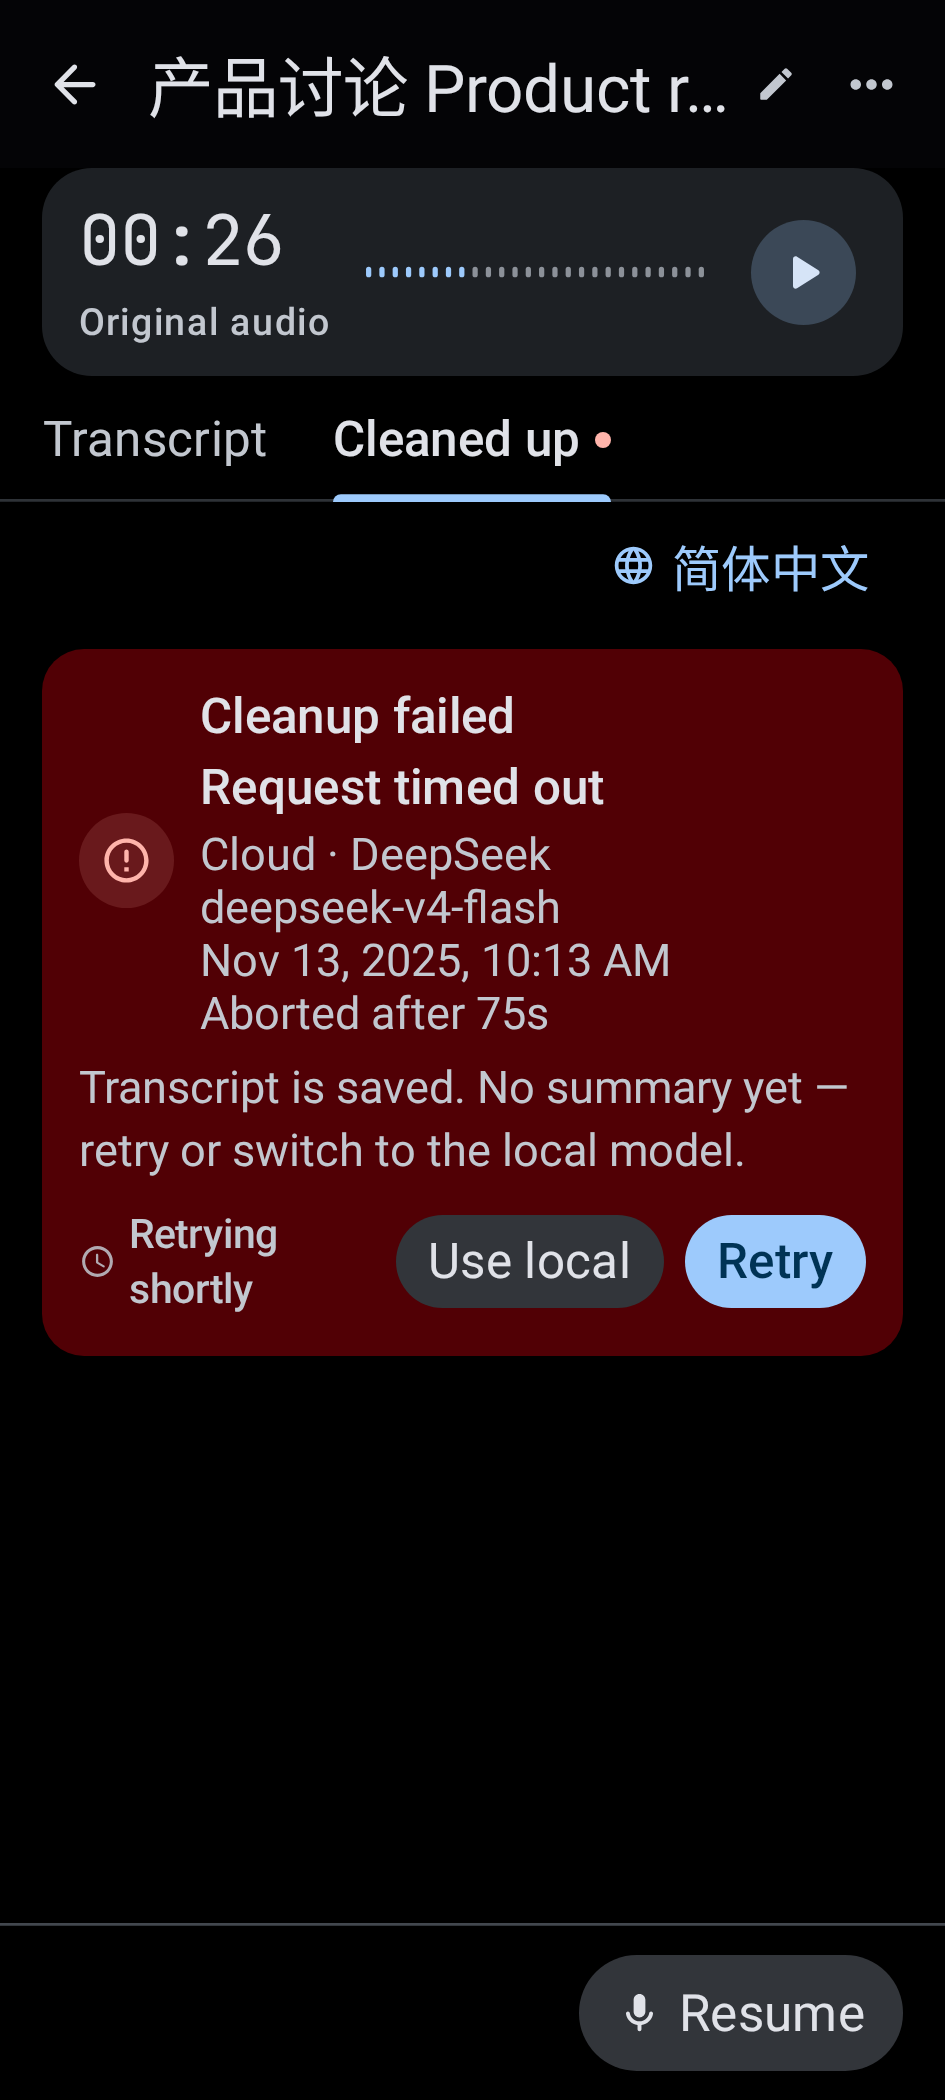 产品讨论 Product r…
00:26
Original audio
Transcript
Cleaned up
简体中文
Cleanup failed
Request timed out
Cloud · DeepSeek
deepseek-v4-flash
Nov 13, 2025, 10:13 AM
Aborted after 75s
Transcript is saved. No summary yet —
retry or switch to the local model.
Retrying
shortly
Use local
Retry
Resume